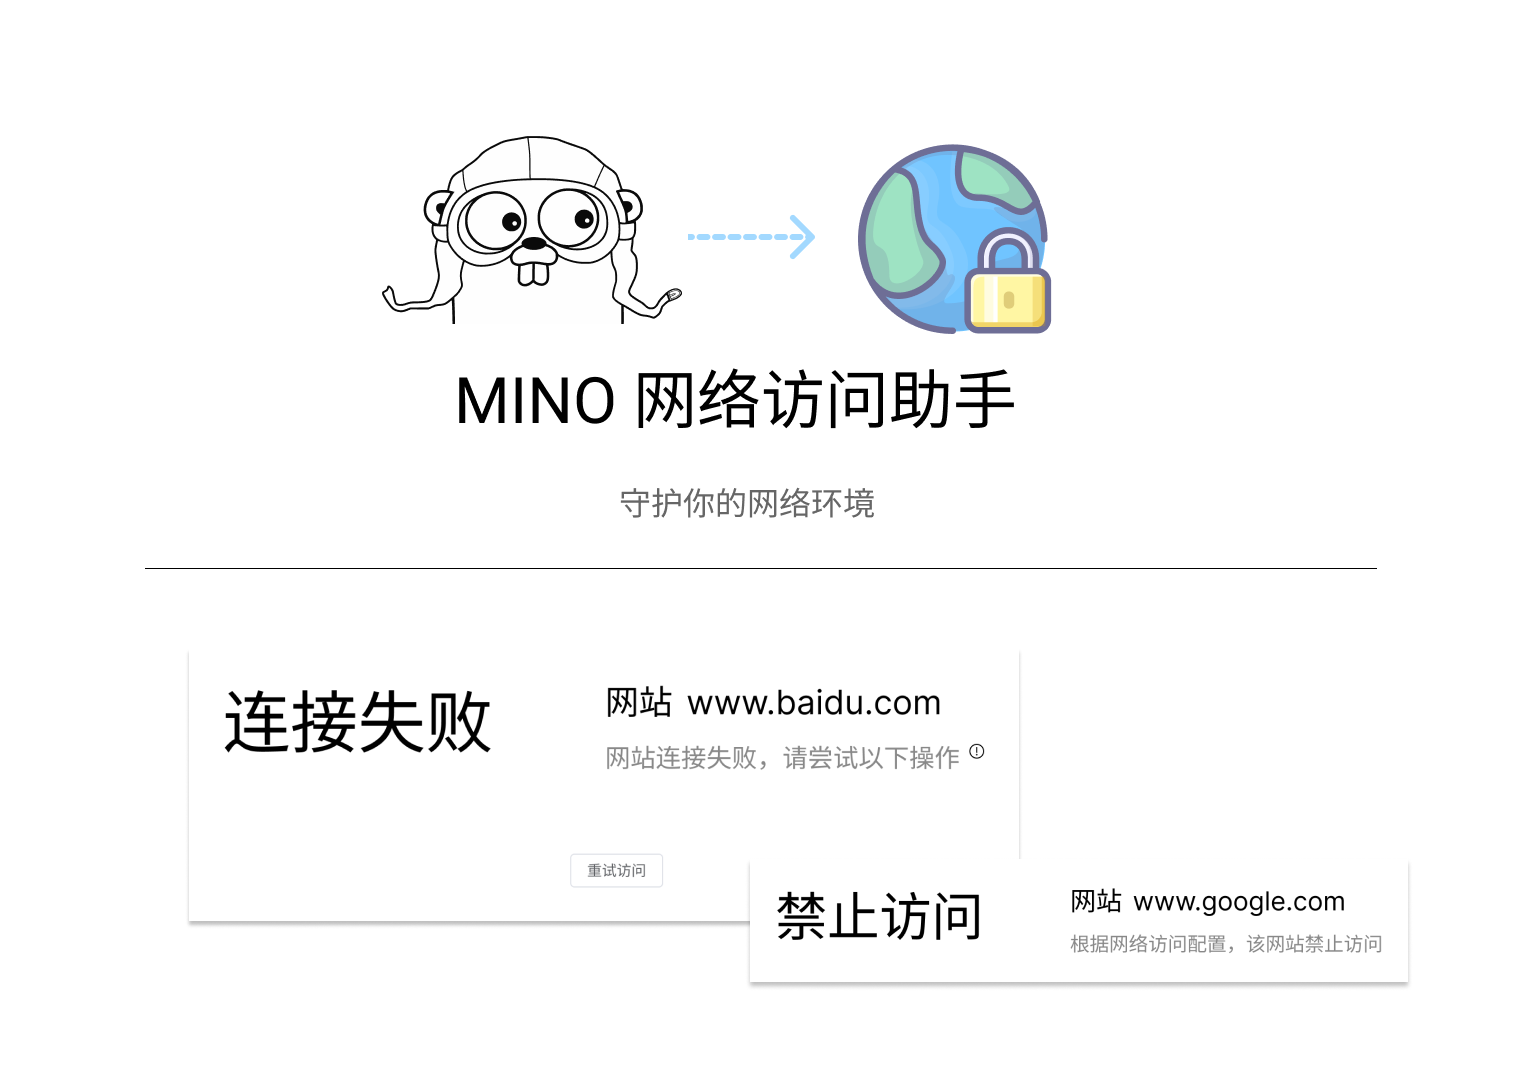 MINO 网络访问助手
守护你的网络环境
连接失败
网站 www.baidu.com
网站连接失败，请尝试以下操作
重试访问
禁止访问
网站 www.google.com
根据网络访问配置，该网站禁止访问